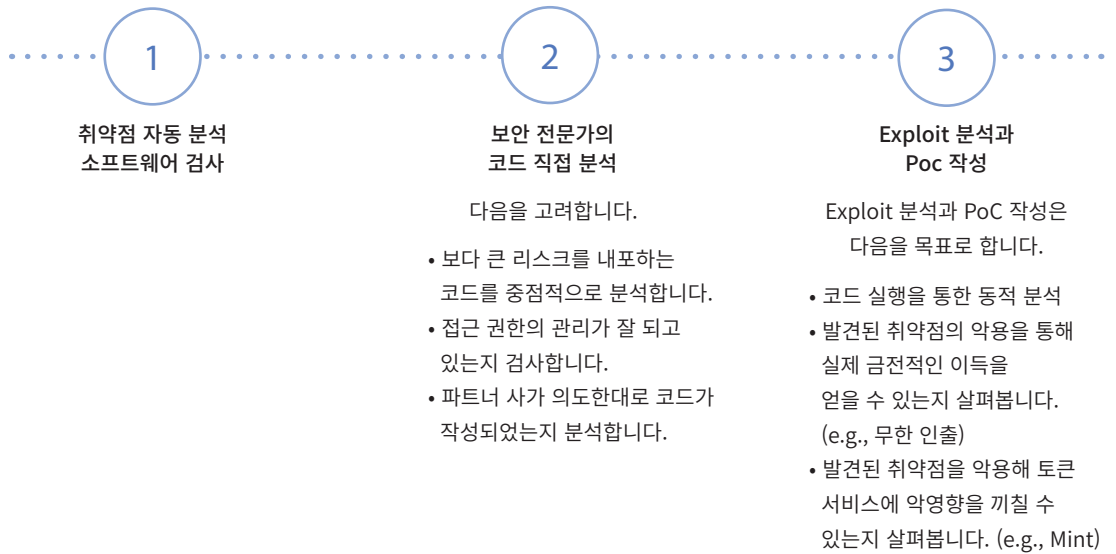 1
취약점 자동 분석
소프트웨어 검사
2
보안 전문가의
코드 직접 분석
다음을 고려합니다.
• 보다 큰 리스크를 내포하는
코드를 중점적으로 분석합니다.
• 접근 권한의 관리가 잘 되고
있는지 검사합니다.
• 파트너 사가 의도한대로 코드가
작성되었는지 분석합니다.
3
Exploit 분석과
Poc 작성
Exploit 분석과 PoC 작성은
다음을 목표로 합니다.
• 코드 실행을 통한 동적 분석
• 발견된 취약점의 악용을 통해
실제 금전적인 이득을
얻을 수 있는지 살펴봅니다.
(e.g., 무한 인출)
• 발견된 취약점을 악용해 토큰
서비스에 악영향을 끼칠 수
있는지 살펴봅니다. (e.g., Mint)